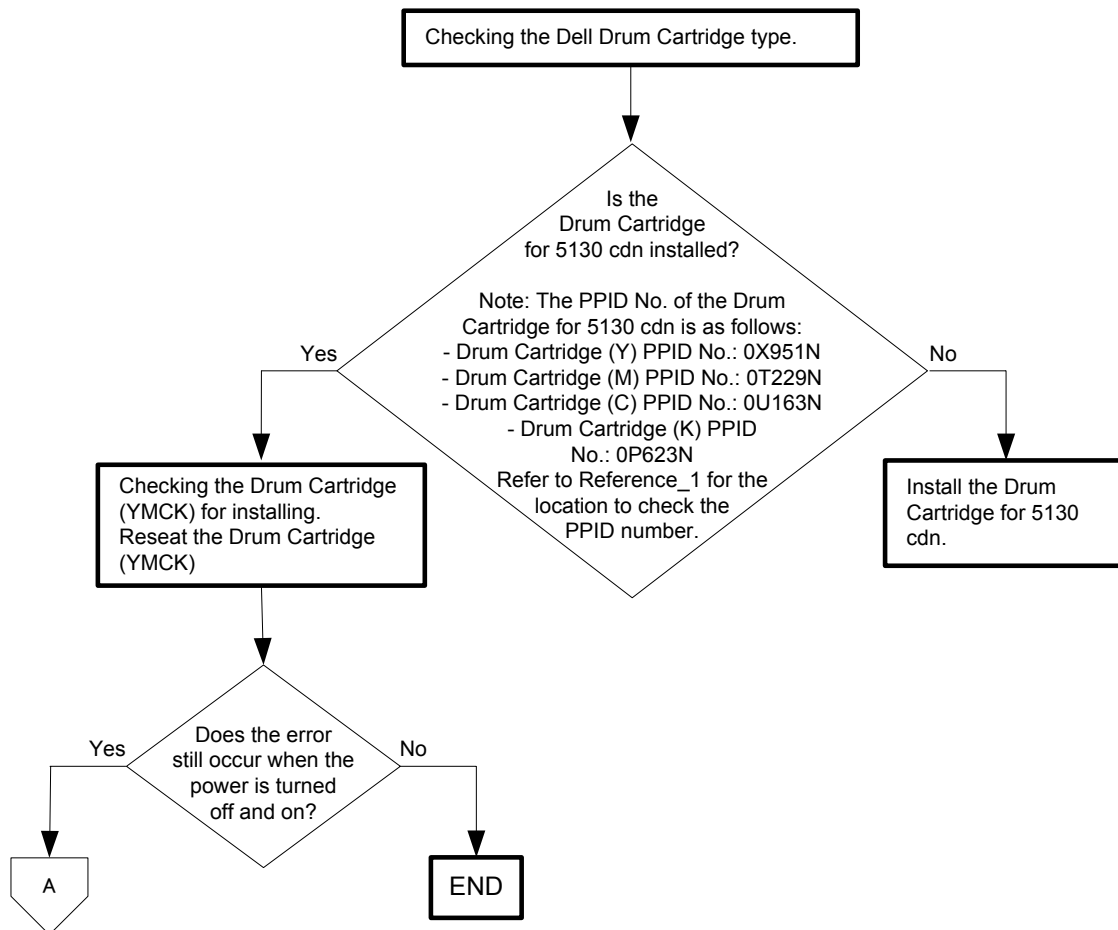 Checking the Dell Drum Cartridge type.
Is the
Drum Cartridge
for 5130 cdn installed?
Note: The PPID No. of the Drum
Cartridge for 5130 cdn is as follows:
- Drum Cartridge (Y) PPID No.: 0X951N
- Drum Cartridge (M) PPID No.: 0T229N
- Drum Cartridge (C) PPID No.: 0U163N
- Drum Cartridge (K) PPID
No.: 0P623N
Refer to Reference_1 for the
location to check the
PPID number.
Yes
No
Checking the Drum Cartridge
(YMCK) for installing.
Reseat the Drum Cartridge
(YMCK)
Install the Drum
Cartridge for 5130
cdn.
Does the error
still occur when the
power is turned
off and on?
Yes
No
A
END